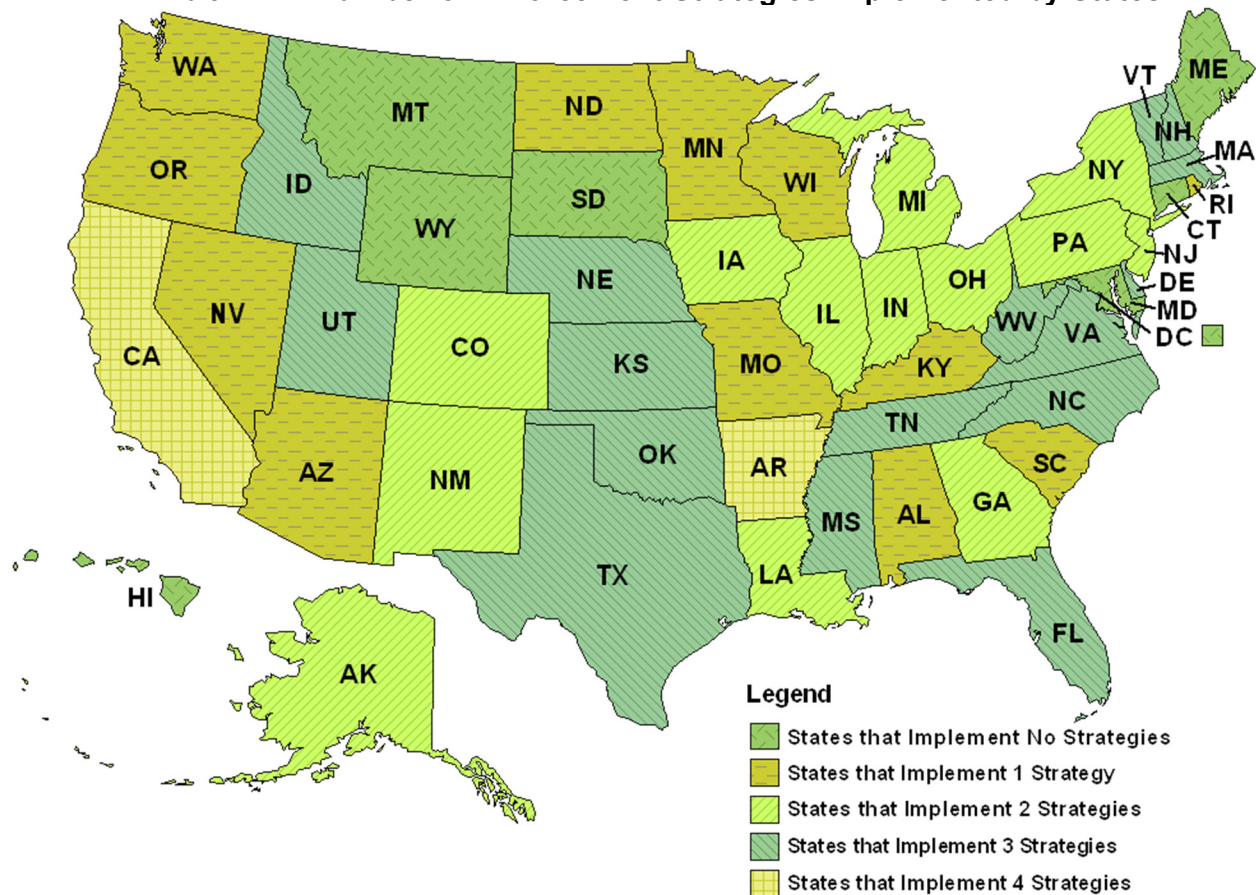 Strategies Implemented by States
WA
MT
ND
MN
VT
ME
NH
OR
ID
MA
WI
NY
SD
MI
WY
RI
CT
PA
IA
NJ
NE
OH
DE
NV
IL
IN
MD
UT
WV
DC
CO
VA
CA
KS
MO
KY
NC
TN
OK
AZ
AR
SC
NM
GA
MS
AL
TX
LA
HI
FL
AK
Legend
States that Implement No Strategies
States that Implement 1 Strategy
States that Implement 2 Strategies
States that Implement 3 Strategies
States that Implement 4 Strategies